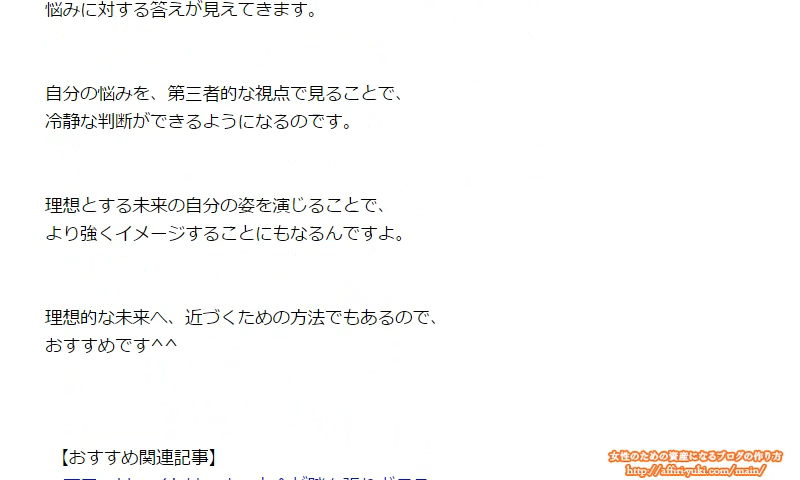 悩みに対する答えが見えてきます。
自分の悩みを、第三者的な視点で見ることで、
冷静な判断ができるようになるのです。
理想とする未来の自分の姿を演じることで、
より強くイメージすることにもなるんですよ。
理想的な未来へ、近づくための方法でもあるので、
おすすめです^^
【おすすめ関連記事】
女性のための資産になるブログの作り方
http://affiri-yuki.com/main/